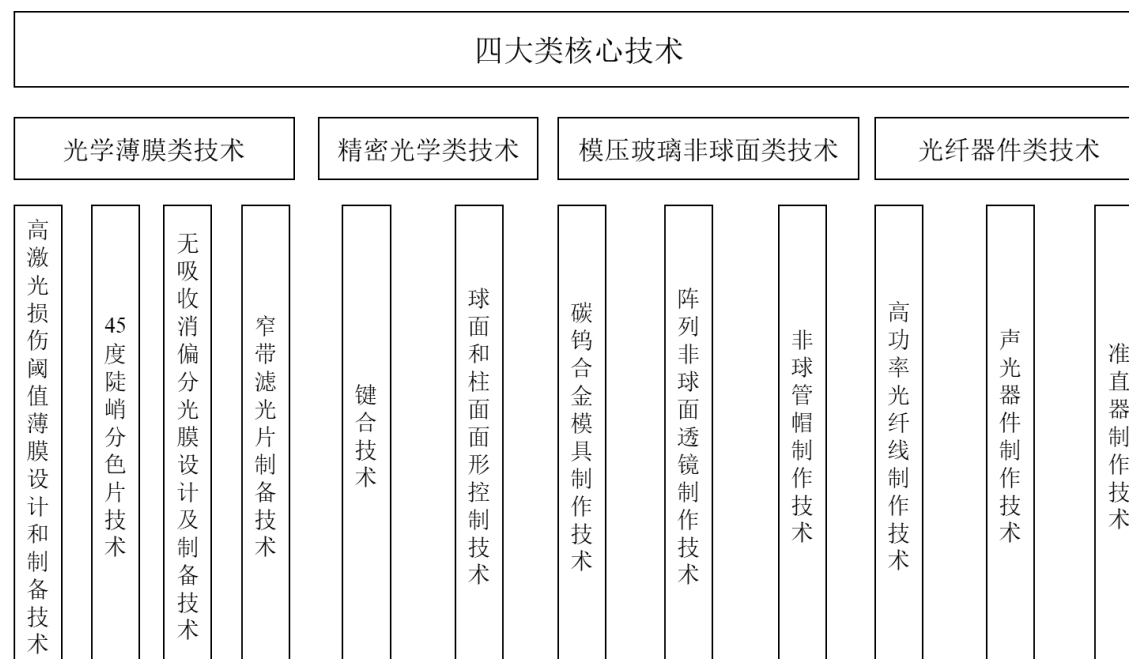 四大类核心技术
光学薄膜类技术
精密光学类技术
模压玻璃非球面类技术
光纤器件类技术
高激光损伤阈值薄膜设计和制备技术
45度陡峭分色片技术
无吸收消偏分光膜设计及制备技术
窄带滤光片制备技术
键合技术
球面和柱面面形控制技术
碳钨合金模具制作技术
阵列非球面透镜制作技术
非球管帽制作技术
高功率光纤线制作技术
声光器件制作技术
准直器制作技术